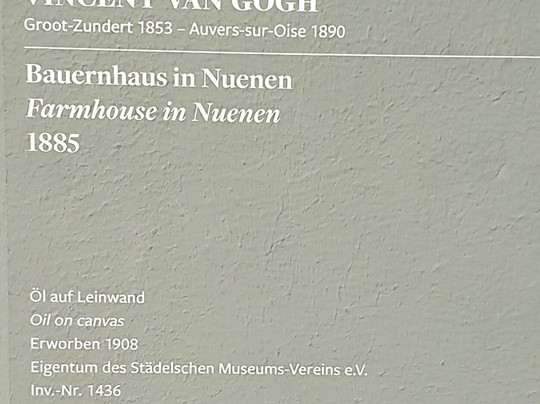 VINCENT VAN GOGH
Groot-Zundert 1853 – Auvers-sur-Oise 1890
Bauernhaus in Nuenen
Farmhouse in Nuenen
1885
Öl auf Leinwand
Oil on canvas
Erworben 1908
Eigentum des Städelschen Museums-Vereins e.V.
Inv.-Nr. 1436